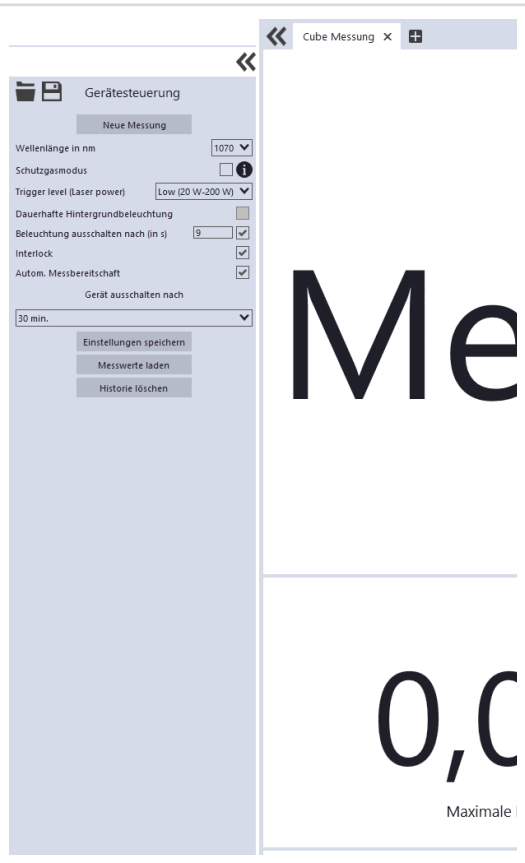 Cube Messung
Gerätesteuerung
Neue Messung
Wellenlänge in nm 1070
Schutzgasmodus
Trigger level (Laser power) Low (20 W-200 W)
Dauerhafte Hintergrundbeleuchtung
Beleuchtung ausschalten nach (in s) 9
Interlock
Autom. Messbereitschaft
Gerät ausschalten nach
30 min.
Einstellungen speichern
Messwerte laden
Historie löschen
Me
0,0
Maximale